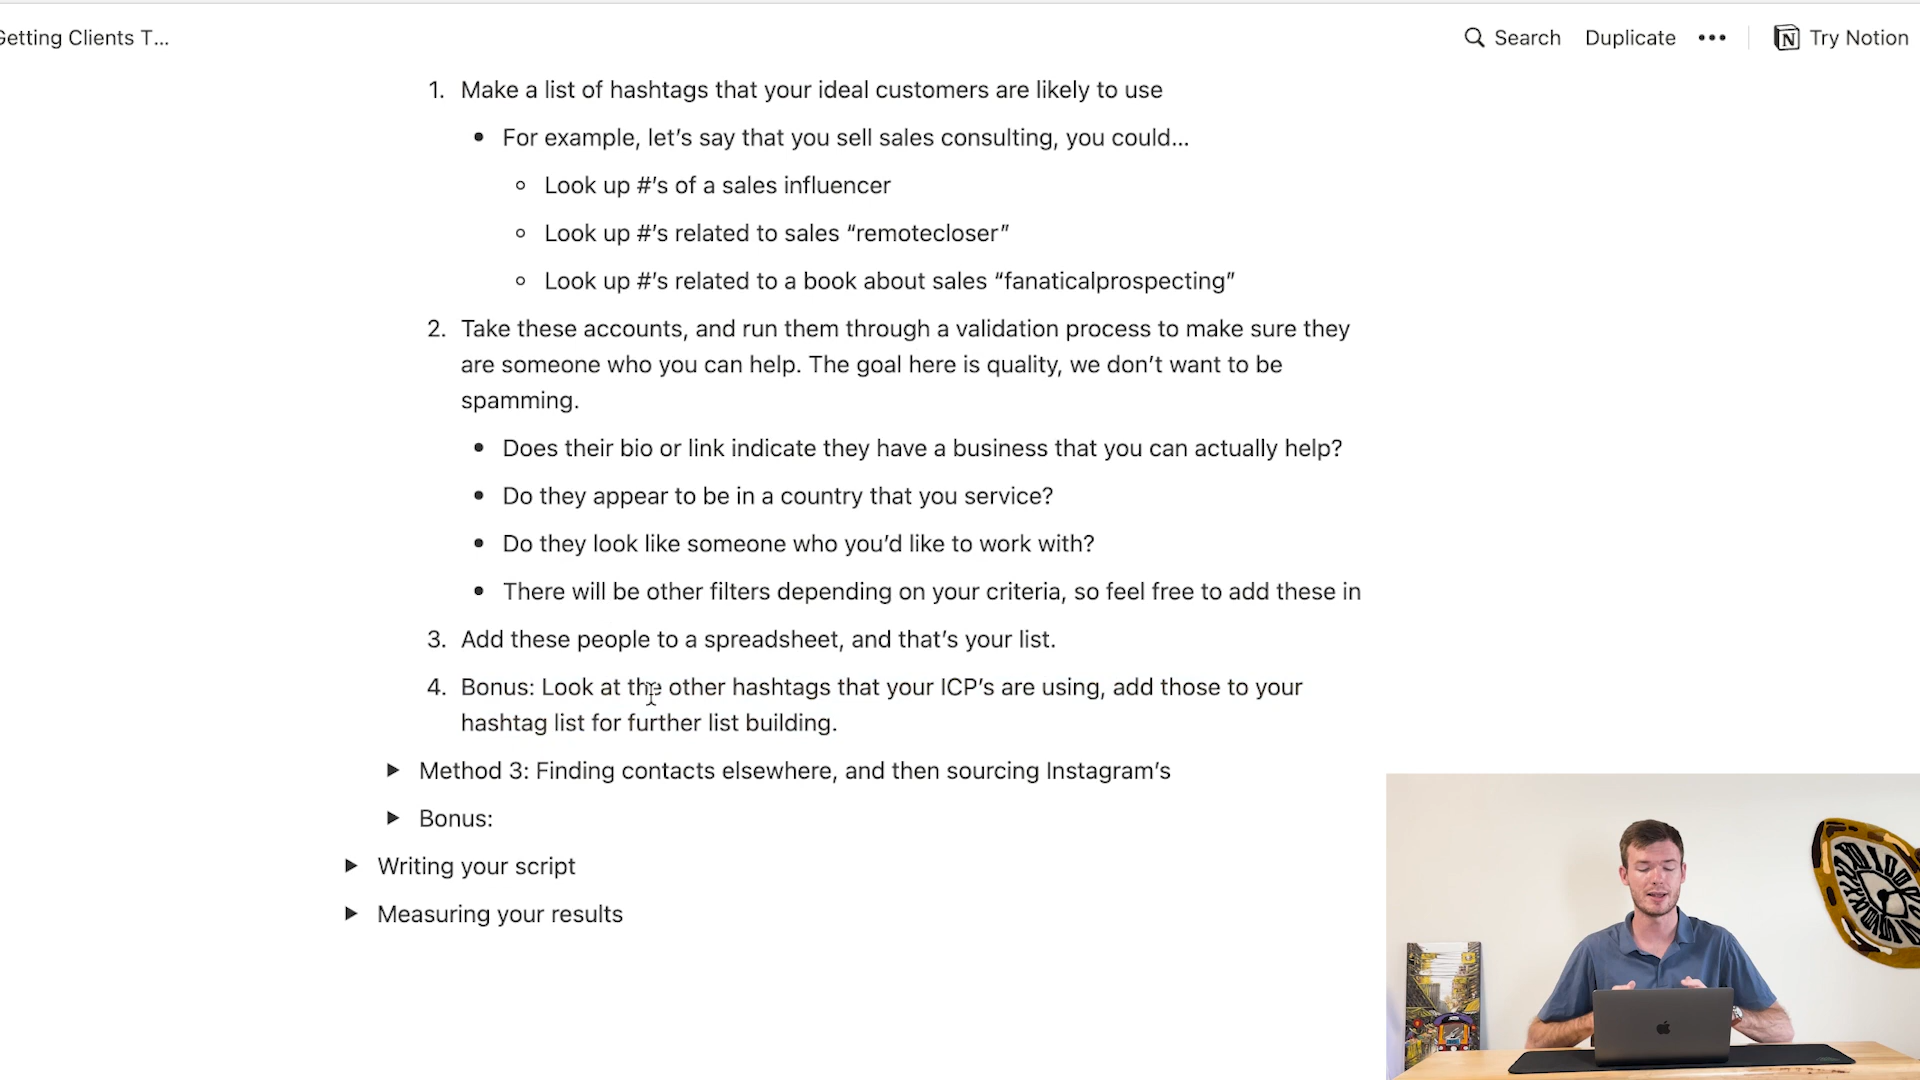 Getting Clients T...
Search Duplicate ••• Try Notion
1. Make a list of hashtags that your ideal customers are likely to use
• For example, let’s say that you sell sales consulting, you could...
◦ Look up #’s of a sales influencer
◦ Look up #’s related to sales “remotecloser”
◦ Look up #’s related to a book about sales “fanaticalprospecting”
2. Take these accounts, and run them through a validation process to make sure they
are someone who you can help. The goal here is quality, we don’t want to be
spamming.
• Does their bio or link indicate they have a business that you can actually help?
• Do they appear to be in a country that you service?
• Do they look like someone who you’d like to work with?
• There will be other filters depending on your criteria, so feel free to add these in
3. Add these people to a spreadsheet, and that’s your list.
4. Bonus: Look at the other hashtags that your ICP’s are using, add those to your
hashtag list for further list building.
Method 3: Finding contacts elsewhere, and then sourcing Instagram’s
Bonus:
Writing your script
Measuring your results